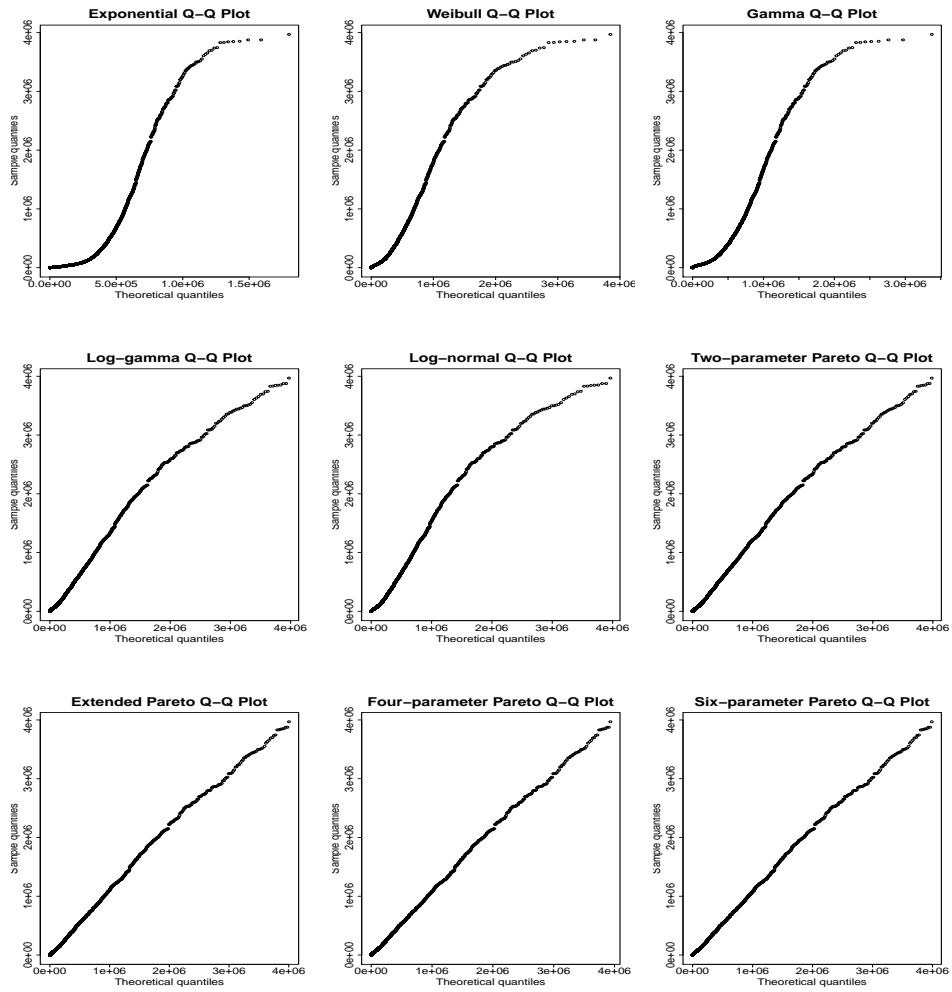 Exponential Q−Q Plot
Sample quantiles
0e+00 1e+06 2e+06 3e+06 4e+06
0.0e+00 5.0e+05 1.0e+06 1.5e+06
Theoretical quantiles
Weibull Q−Q Plot
Sample quantiles
0e+00 1e+06 2e+06 3e+06 4e+06
0e+00 1e+06 2e+06 3e+06 4e+06
Theoretical quantiles
Gamma Q−Q Plot
Sample quantiles
0e+00 1e+06 2e+06 3e+06 4e+06
0.0e+00 1.0e+06 2.0e+06 3.0e+06
Theoretical quantiles
Log−gamma Q−Q Plot
Sample quantiles
0e+00 1e+06 2e+06 3e+06 4e+06
0e+00 1e+06 2e+06 3e+06 4e+06
Theoretical quantiles
Log−normal Q−Q Plot
Sample quantiles
0e+00 1e+06 2e+06 3e+06 4e+06
0e+00 1e+06 2e+06 3e+06 4e+06
Theoretical quantiles
Two−parameter Pareto Q−Q Plot
Sample quantiles
0e+00 1e+06 2e+06 3e+06 4e+06
0e+00 1e+06 2e+06 3e+06 4e+06
Theoretical quantiles
Extended Pareto Q−Q Plot
Sample quantiles
0e+00 1e+06 2e+06 3e+06 4e+06
0e+00 1e+06 2e+06 3e+06 4e+06
Theoretical quantiles
Four−parameter Pareto Q−Q Plot
Sample quantiles
0e+00 1e+06 2e+06 3e+06 4e+06
0e+00 1e+06 2e+06 3e+06 4e+06
Theoretical quantiles
Six−parameter Pareto Q−Q Plot
Sample quantiles
0e+00 1e+06 2e+06 3e+06 4e+06
0e+00 1e+06 2e+06 3e+06 4e+06
Theoretical quantiles